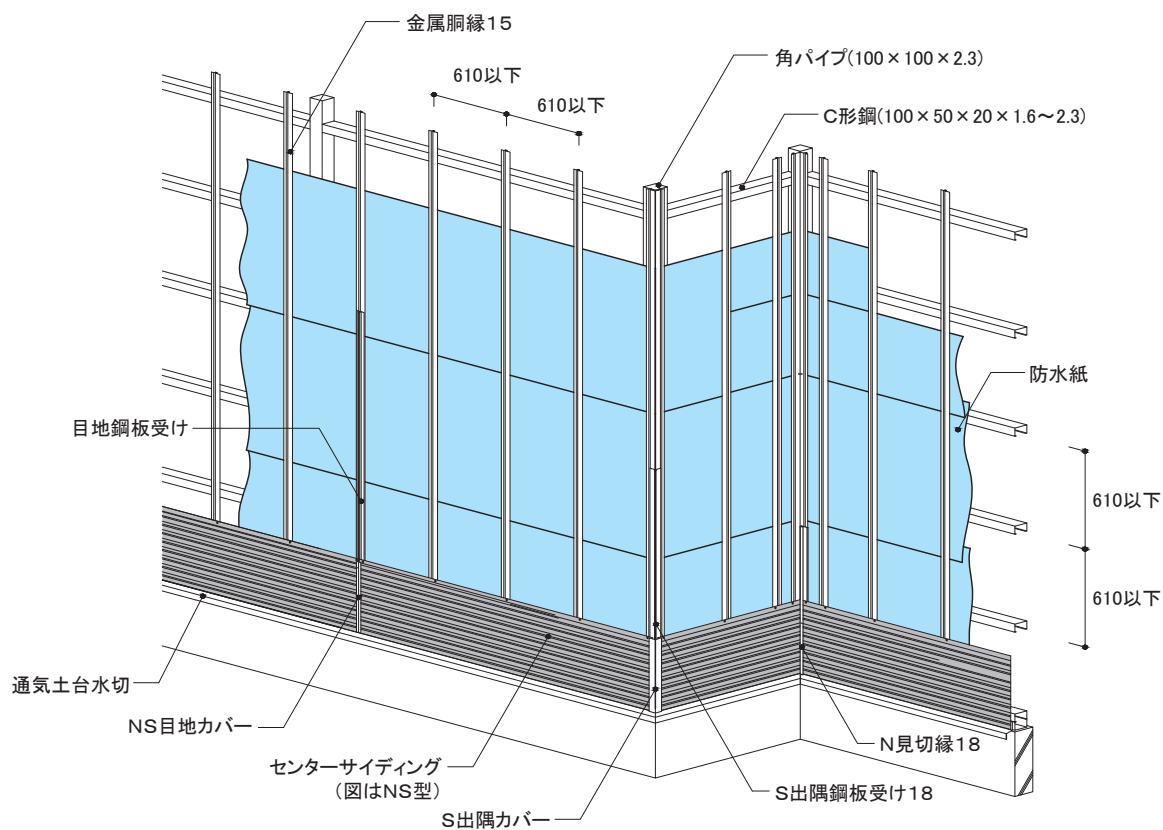 金属胴縁15
610以下
610以下
角パイプ(100×100×2.3)
C形鋼(100×50×20×1.6～2.3)
防水紙
目地鋼板受け
610以下
610以下
通気土台水切
NS目地カバー
センターサイディング
(図はNS型)
S出隅カバー
N見切縁18
S出隅鋼板受け18